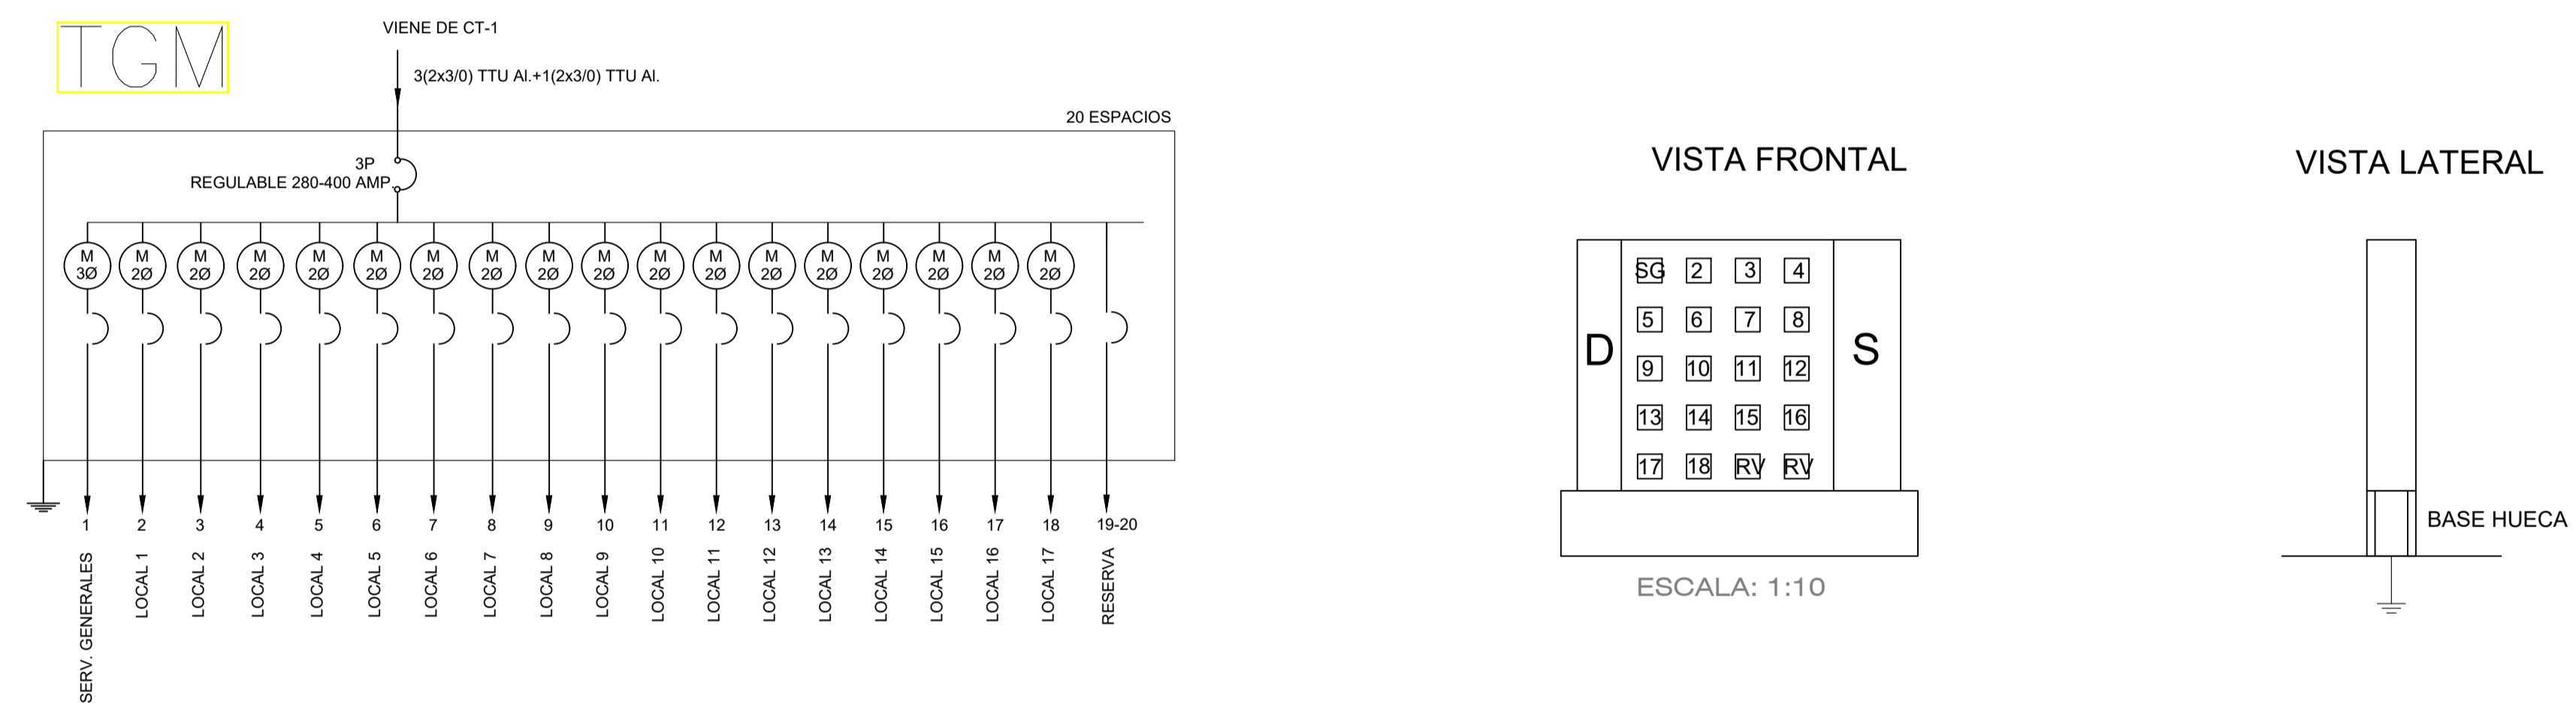 TGM
VIENE DE CT-1
3(2x3/0) TTU Al.+1(2x3/0) TTU Al.
20 ESPACIOS
3P
REGULABLE 280-400 AMP.
M M M M M M M M M M M M M M M M M M
3Ø 2Ø 2Ø 2Ø 2Ø 2Ø 2Ø 2Ø 2Ø 2Ø 2Ø 2Ø 2Ø 2Ø 2Ø 2Ø 2Ø 2Ø
1 2 3 4 5 6 7 8 9 10 11 12 13 14 15 16 17 18 19-20
SERV. GENERALES
LOCAL 1
LOCAL 2
LOCAL 3
LOCAL 4
LOCAL 5
LOCAL 6
LOCAL 7
LOCAL 8
LOCAL 9
LOCAL 10
LOCAL 11
LOCAL 12
LOCAL 13
LOCAL 14
LOCAL 15
LOCAL 16
LOCAL 17
RESERVA
VISTA FRONTAL
SG 2 3 4
5 6 7 8
D
S
9 10 11 12
13 14 15 16
17 18 RV RV
ESCALA: 1:10
VISTA LATERAL
BASE HUECA